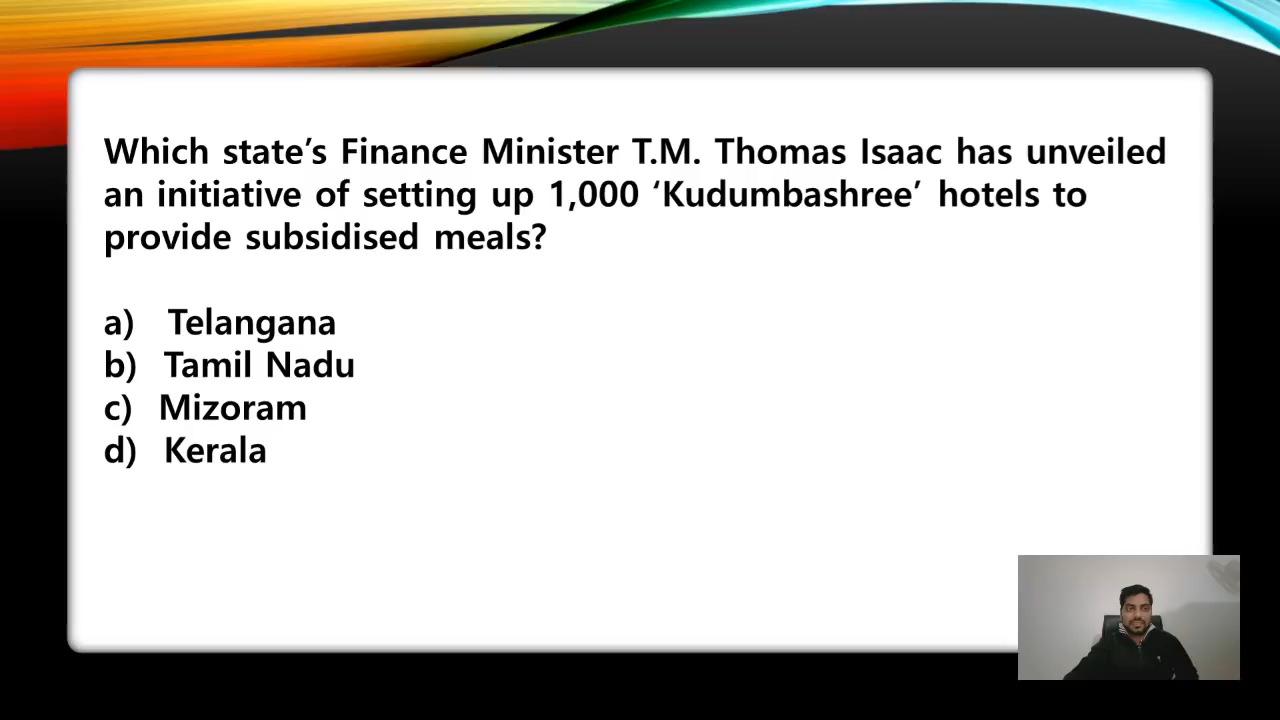 Which state’s Finance Minister T.M. Thomas Isaac has unveiled
an initiative of setting up 1,000 ‘Kudumbashree’ hotels to
provide subsidised meals?
a) Telangana
b) Tamil Nadu
c) Mizoram
d) Kerala